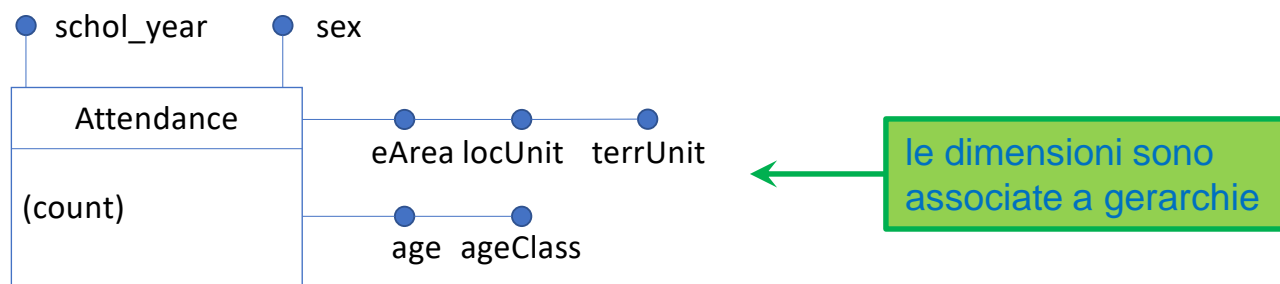 schol_year sex
Attendance
eArea locUnit terrUnit
(count)
age ageClass
le dimensioni sono
associate a gerarchie